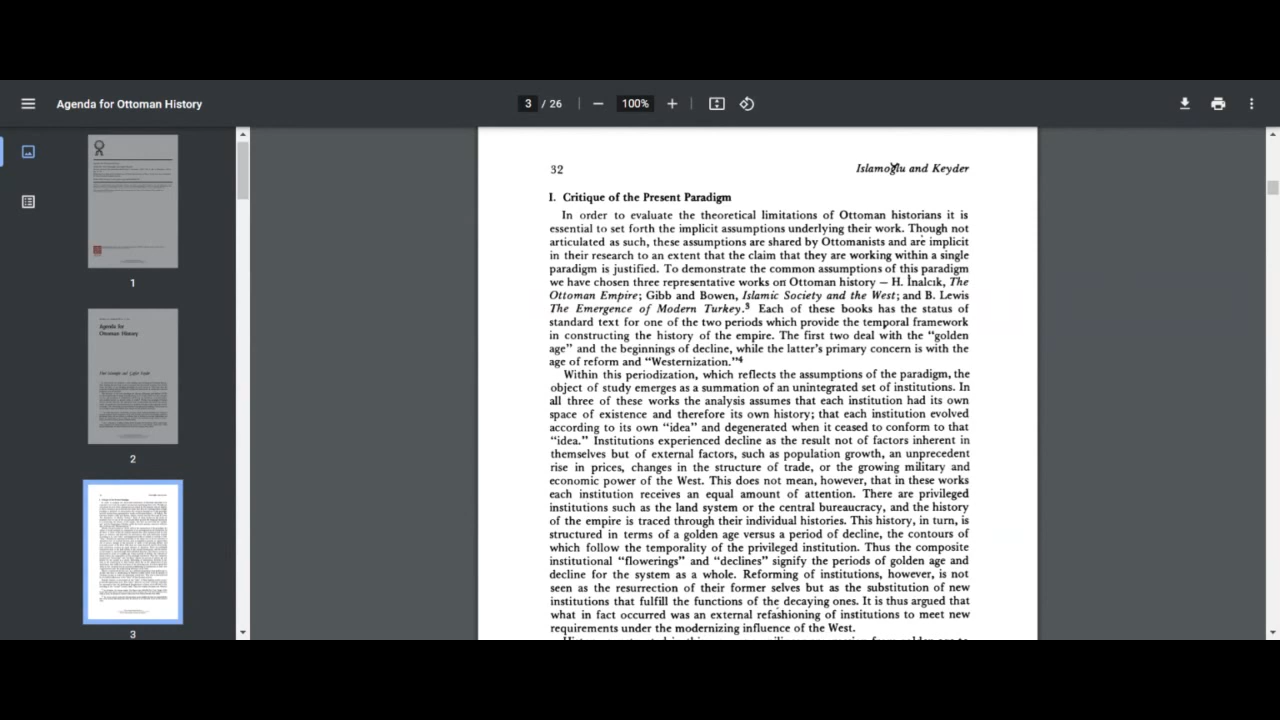 Agenda for Ottoman History
3 / 26
100%
1
2
3
Agenda for
Ottoman History
32
Islamoğlu and Keyder
I. Critique of the Present Paradigm
In order to evaluate the theoretical limitations of Ottoman historians it is
essential to set forth the implicit assumptions underlying their work. Though not
articulated as such, these assumptions are shared by Ottomanists and are implicit
in their research to an extent that the claim that they are working within a single
paradigm is justified. To demonstrate the common assumptions of this paradigm
we have chosen three representative works on Ottoman history — H. İnalcık, The
Ottoman Empire; Gibb and Bowen, Islamic Society and the West; and B. Lewis
The Emergence of Modern Turkey.³ Each of these books has the status of
standard text for one of the two periods which provide the temporal framework
in constructing the history of the empire. The first two deal with the “golden
age” and the beginnings of decline, while the latter’s primary concern is with the
age of reform and “Westernization.”⁴
Within this periodization, which reflects the assumptions of the paradigm, the
object of study emerges as a summation of an unintegrated set of institutions. In
all three of these works the analysis assumes that each institution had its own
space of existence and therefore its own history; that each institution evolved
according to its own “idea” and degenerated when it ceased to conform to that
“idea.” Institutions experienced decline as the result not of factors inherent in
themselves but of external factors, such as population growth, an unprecedent
rise in prices, changes in the structure of trade, or the growing military and
economic power of the West. This does not mean, however, that in these works
each institution receives an equal amount of attention. There are privileged
institutions such as the land system or the central bureaucracy, and the history
of the empire is traced through their individual histories. This history, in turn, is
structured in terms of a golden age versus a period of decline, the contours of
which follow the temporality of the privileged institution. Thus the composite
institutional “flowerings” and “declines” signify the periods of golden age and
decline for the system as a whole. Reforming of institutions, however, is not
seen as the resurrection of their former selves but as the substitution of new
institutions that fulfill the functions of the decaying ones. It is thus argued that
what in fact occurred was an external refashioning of institutions to meet new
requirements under the modernizing influence of the West.